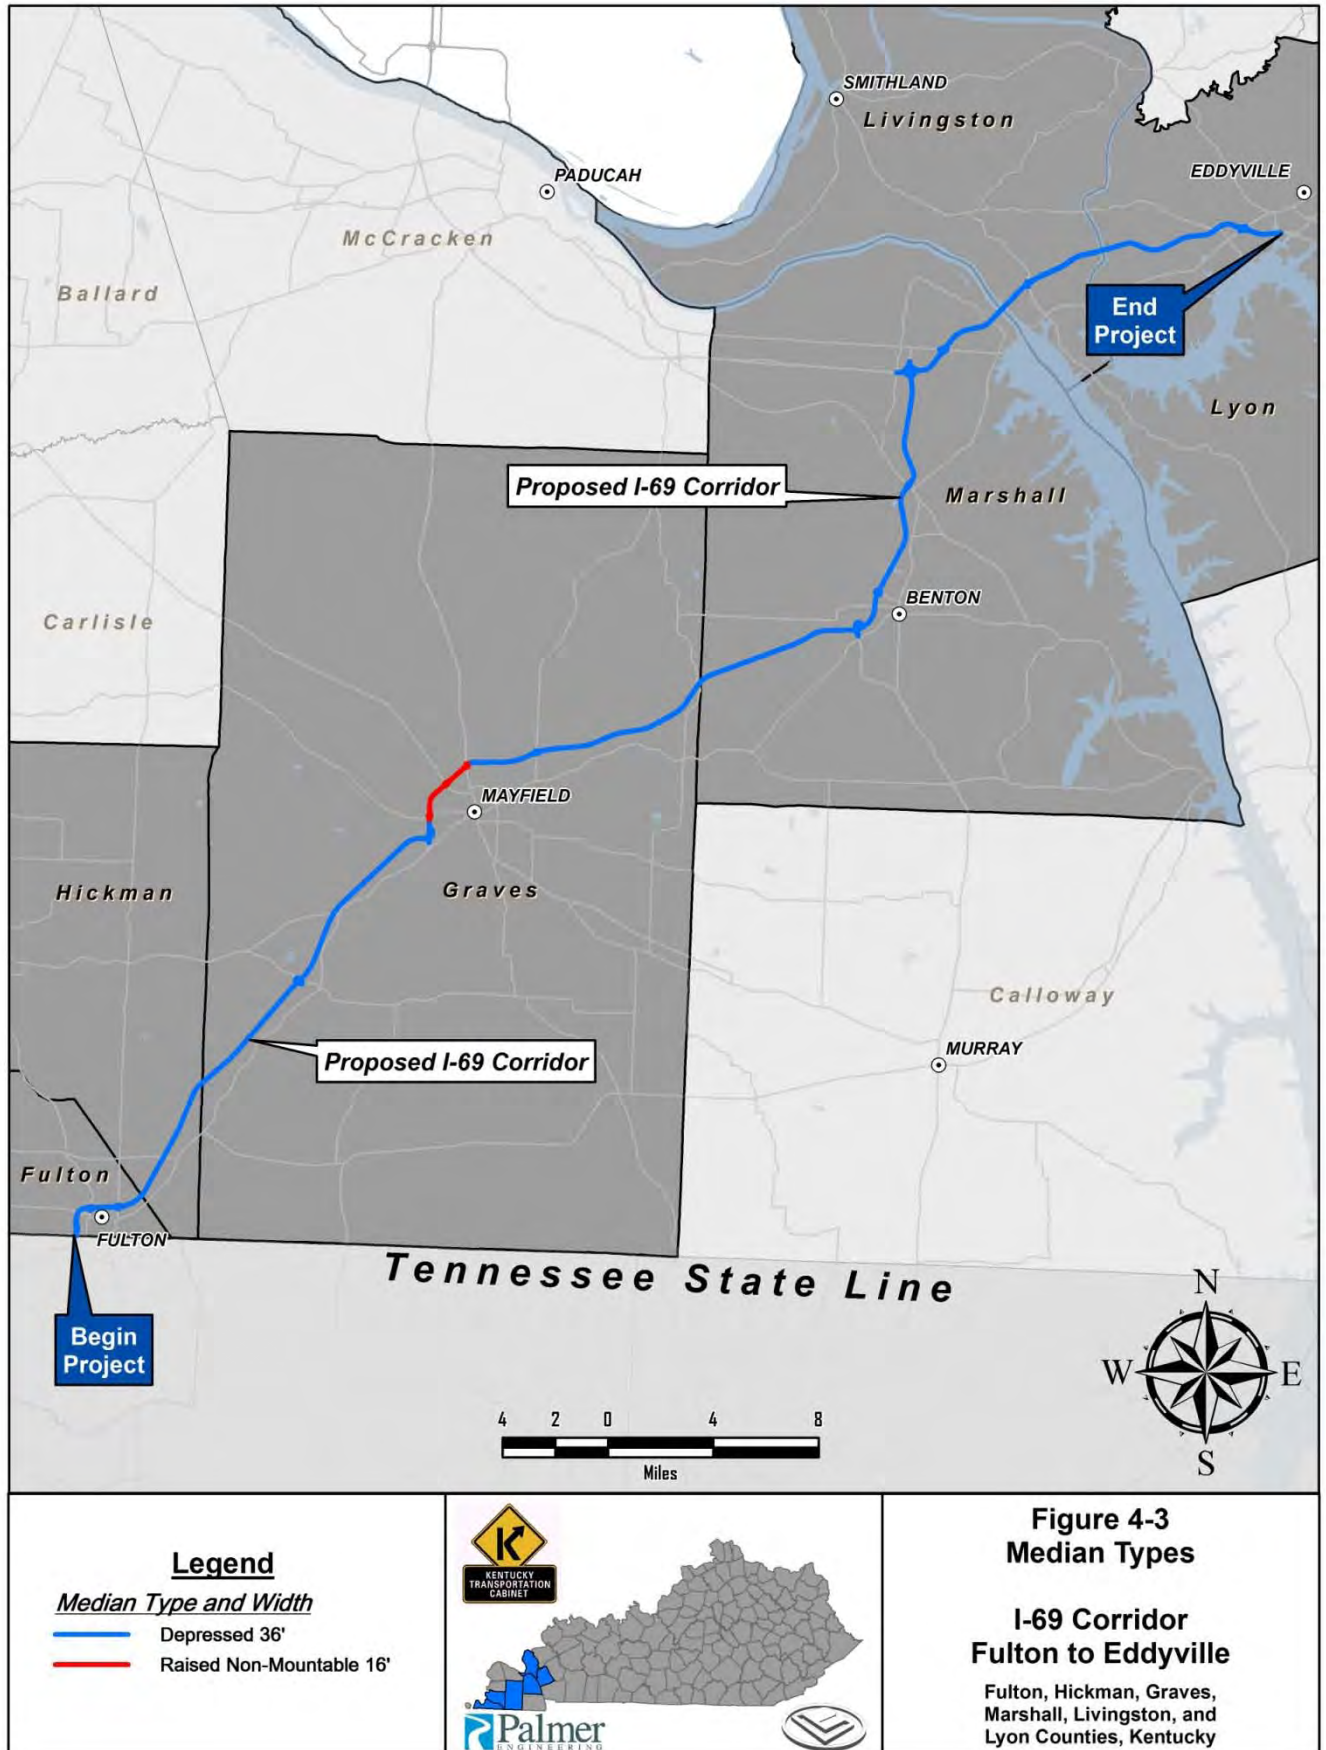 SMITHLAND
Livingston
EDDYVILLE
PADUCAH
McCracken
Ballard
End
Project
Lyon
Proposed I-69 Corridor
Marshall
BENTON
Carlisle
MAYFIELD
Hickman
Graves
Calloway
MURRAY
Proposed I-69 Corridor
Fulton
FULTON
Tennessee State Line
Begin
Project
N
W
E
S
4 2 0 4 8
Miles
Legend
Median Type and Width
Depressed 36'
Raised Non-Mountable 16'
KENTUCKY
TRANSPORTATION
CABINET
Palmer
ENGINEERING
Figure 4-3
Median Types
I-69 Corridor
Fulton to Eddyville
Fulton, Hickman, Graves,
Marshall, Livingston, and
Lyon Counties, Kentucky